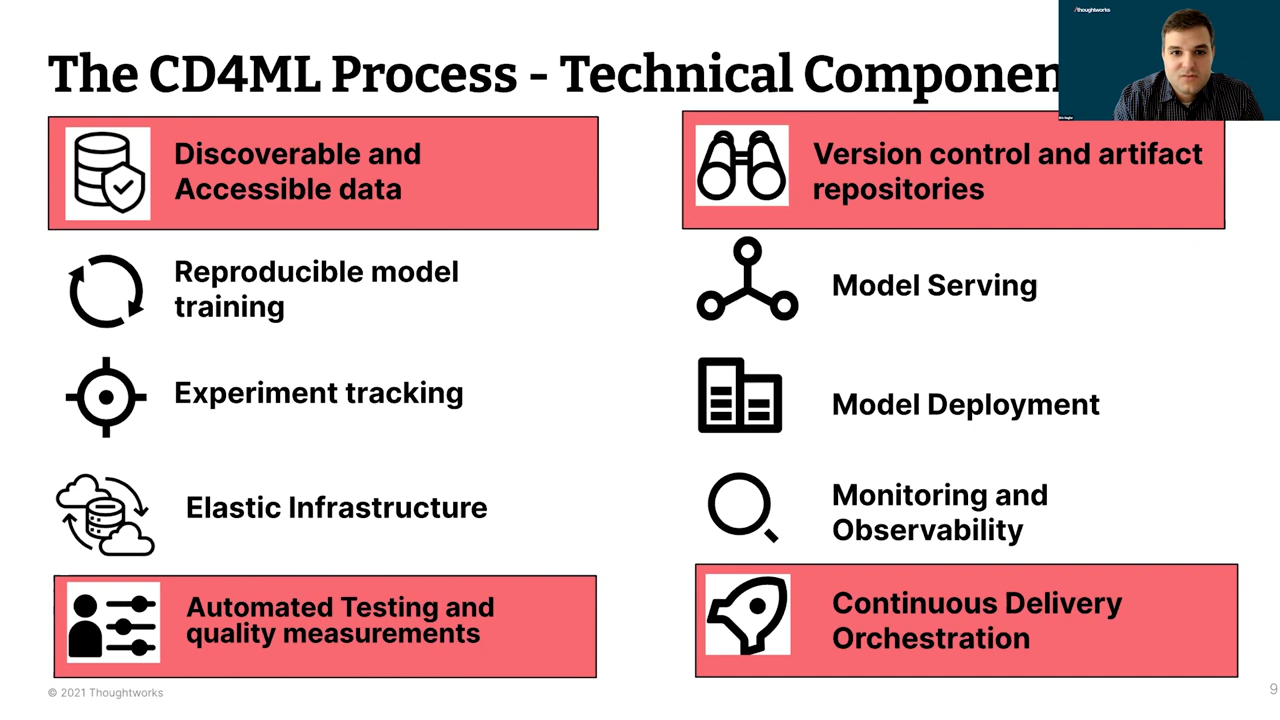 /thoughtworks
The CD4ML Process - Technical Componen
Discoverable and
Accessible data
Reproducible model
training
Experiment tracking
Elastic Infrastructure
Automated Testing and
quality measurements
Version control and artifact
repositories
Model Serving
Model Deployment
Monitoring and
Observability
Continuous Delivery
Orchestration
© 2021 Thoughtworks
9